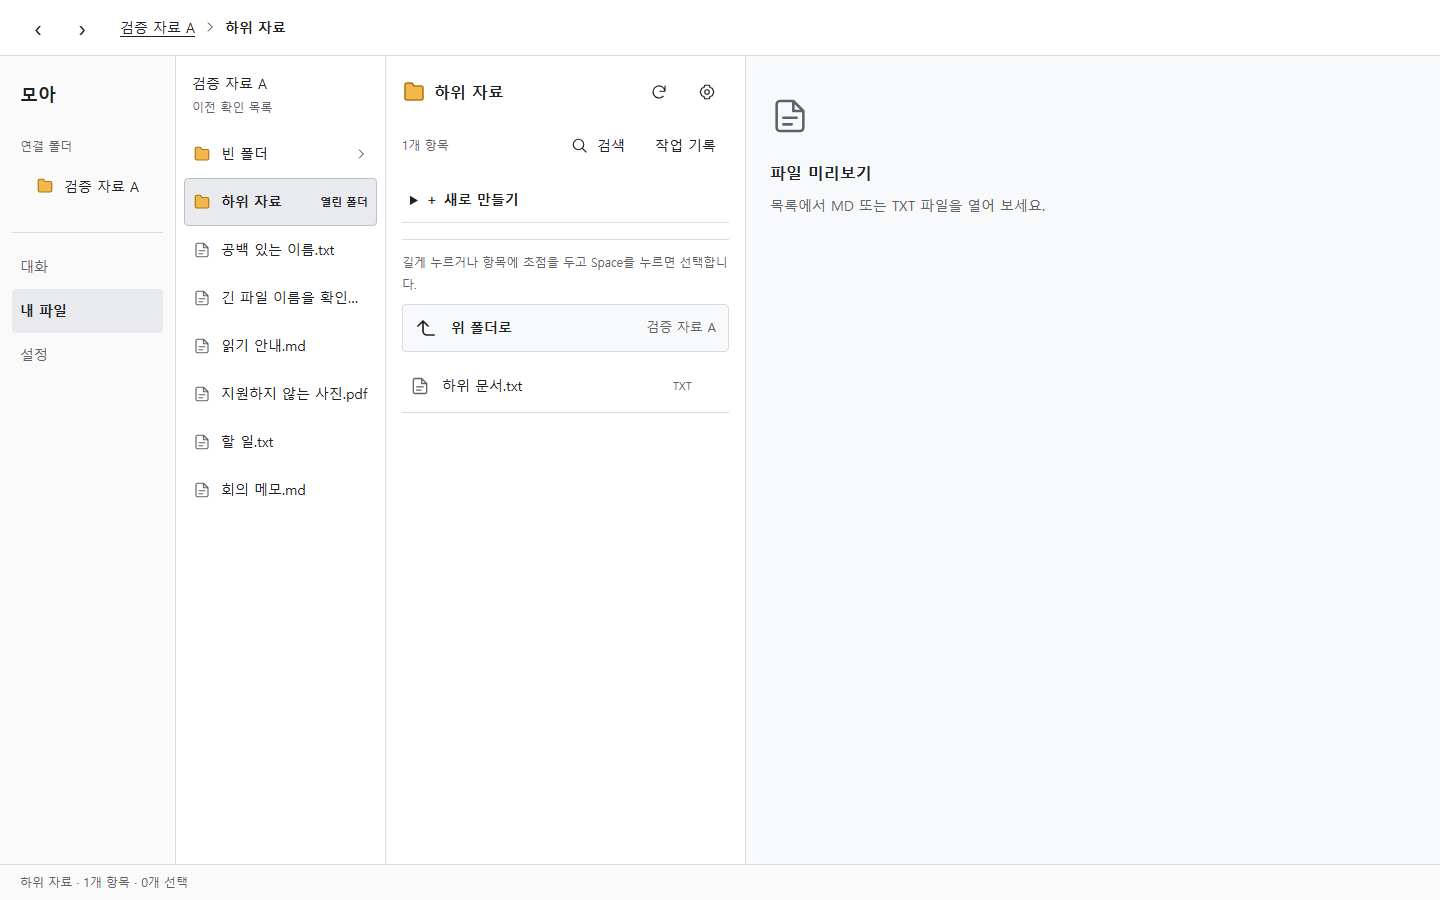 검증 자료 A
하위 자료
모아
연결 폴더
검증 자료 A
대화
내 파일
설정
검증 자료 A
이전 확인 목록
빈 폴더
하위 자료 열린 폴더
공백 있는 이름.txt
긴 파일 이름을 확인...
읽기 안내.md
지원하지 않는 사진.pdf
할 일.txt
회의 메모.md
하위 자료
1개 항목 검색 작업 기록
+ 새로 만들기
길게 누르거나 항목에 초점을 두고 Space를 누르면 선택합니
다.
위 폴더로 검증 자료 A
하위 문서.txt TXT
파일 미리보기
목록에서 MD 또는 TXT 파일을 열어 보세요.
하위 자료 · 1개 항목 · 0개 선택